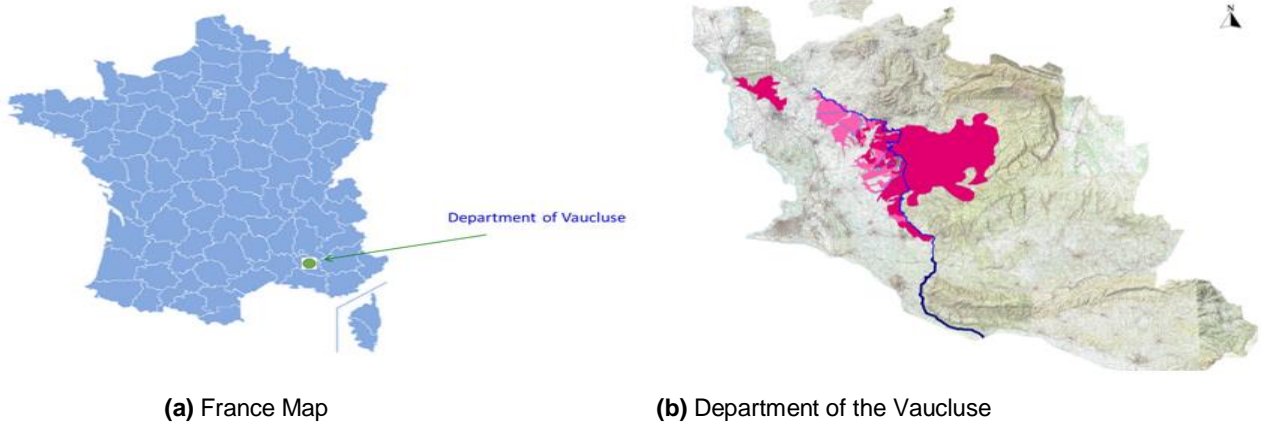 Department of Vaucluse
N
(a) France Map
(b) Department of the Vaucluse